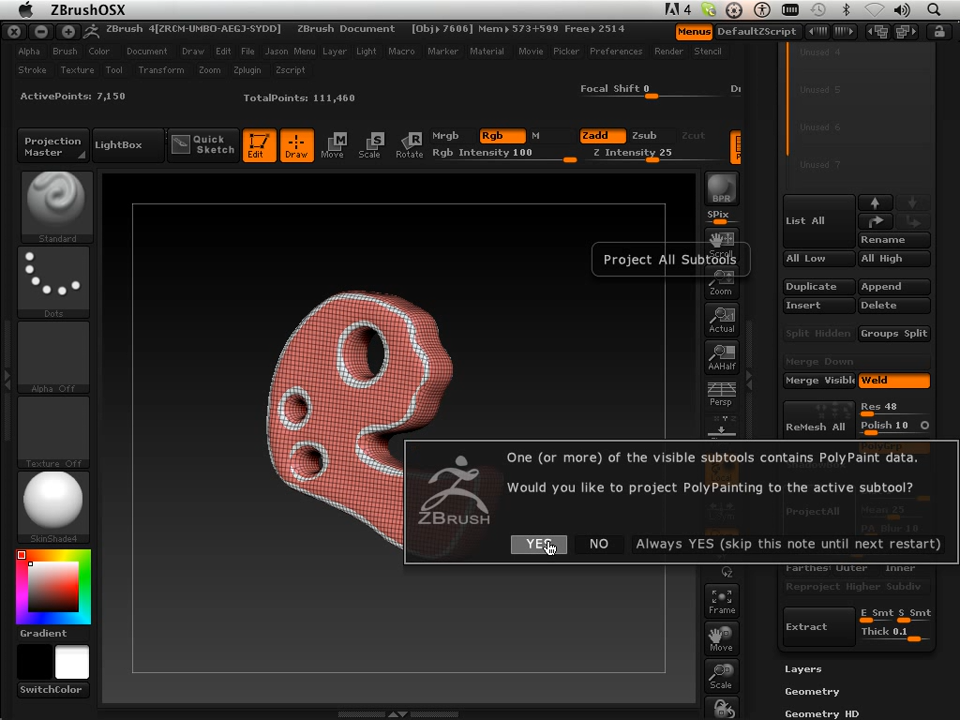 ZBrushOSX
4
ZBrush 4[ZRCM-UMBO-AEGJ-SYDD] ZBrush Document [Obj>7606] Mem>573+599 Free>2514 Menus DefaultZScript
Alpha Brush Color Document Draw Edit File Jason Menu Layer Light Macro Marker Material Movie Picker Preferences Render Stencil
Stroke Texture Tool Transform Zoom Zplugin Zscript
ActivePoints: 7,150
TotalPoints: 111,460
Focal Shift 0
Projection Master
LightBox
Quick Sketch
Edit
Draw
Move
Scale
Rotate
Mrgb Rgb M
Rgb Intensity 100
Zadd Zsub Zcut
Z Intensity 25
Standard
Dots
Alpha Off
Texture Off
SkinShade4
Gradient
SwitchColor
BPR
SPix
Scroll
Zoom
Actual
AAHalf
Persp
Frame
Move
Scale
Project All Subtools
Unused 4
Unused 5
Unused 6
Unused 7
List All
Rename
All Low All High
Duplicate Append
Insert Delete
Split Hidden Groups Split
Merge Down
Merge Visible Weld
ReMesh All
Res 48
Polish 10
One (or more) of the visible subtools contains PolyPaint data.
Would you like to project PolyPainting to the active subtool?
ZBRUSH
YES NO Always YES (skip this note until next restart)
ProjectAll
Mean 25
PA Blur 10
Farthest Outer Inner
Reproject Higher Subdiv
Extract
E Smt S Smt
Thick 0.1
Layers
Geometry
Geometry HD